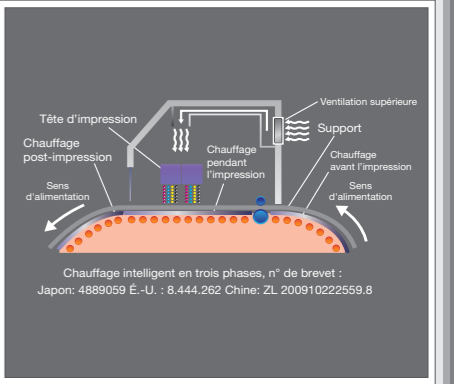 Ventilation supérieure
Tête d'impression
Support
Chauffage
post-impression
Chauffage
pendant
l'impression
Chauffage
avant l'impression
Sens
d'alimentation
Sens
d'alimentation
Chauffage intelligent en trois phases, n° de brevet :
Japon: 4889059 É.-U. : 8.444.262 Chine: ZL 200910222559.8